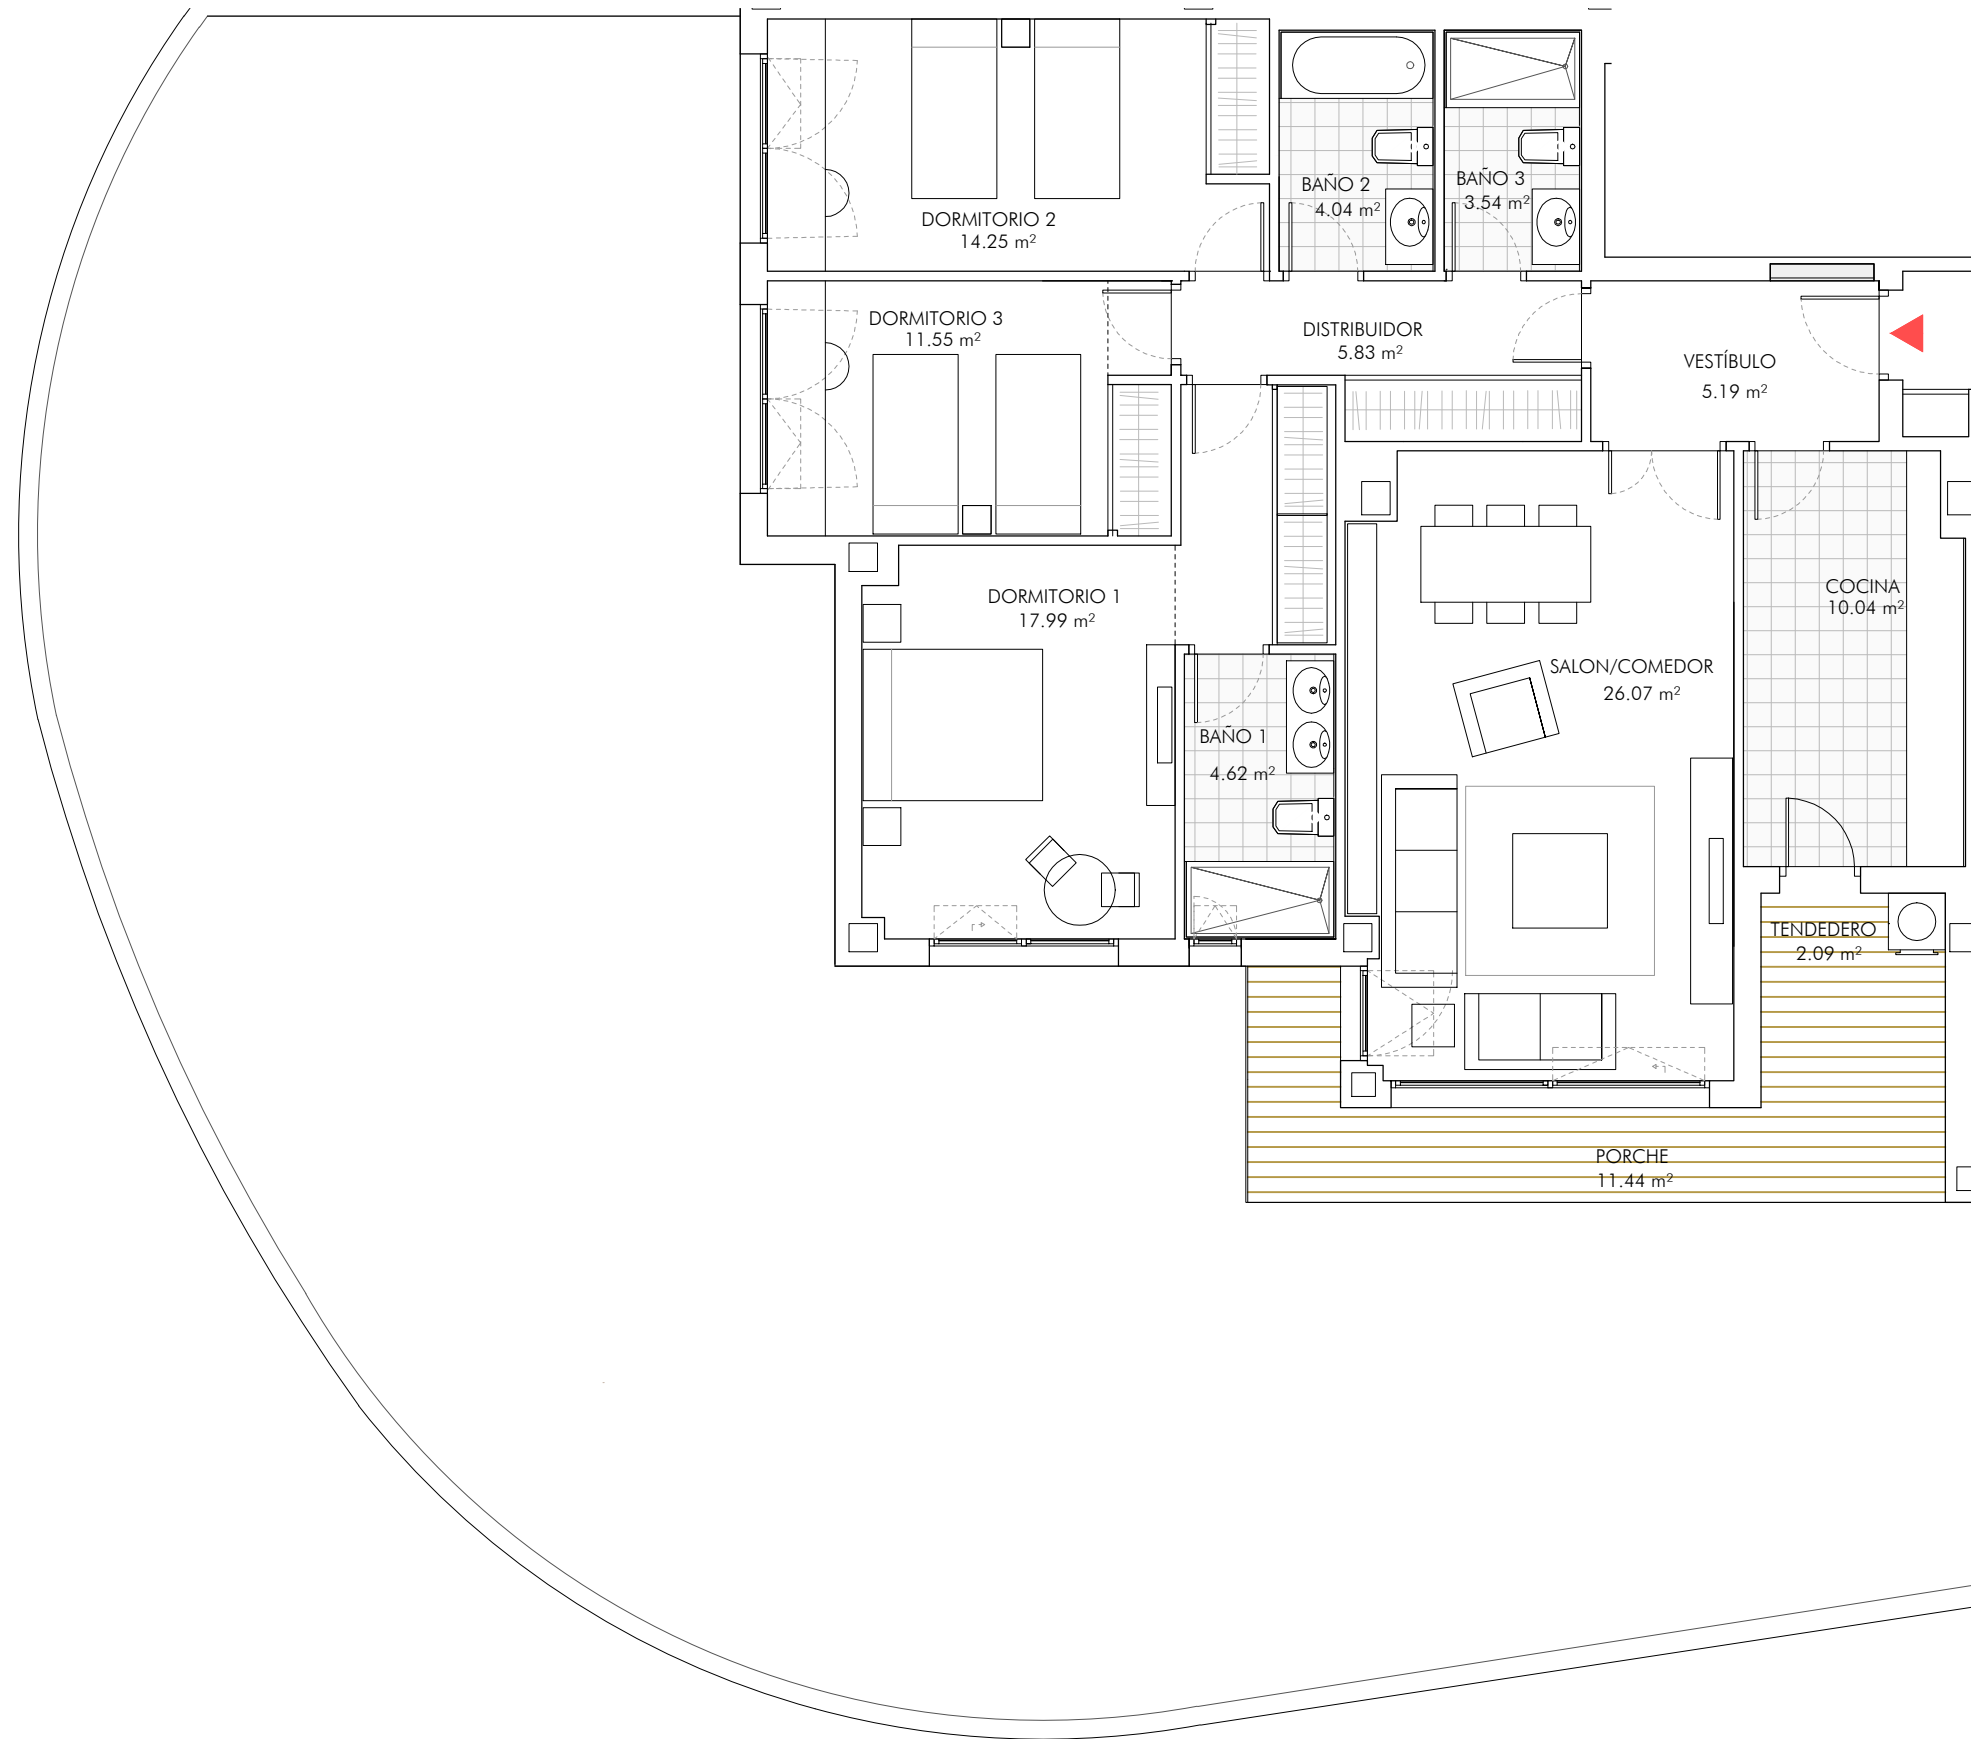 BAÑO 2
4.04 m²
BAÑO 3
3.54 m²
DORMITORIO 2
14.25 m²
DORMITORIO 3
11.55 m²
DISTRIBUIDOR
5.83 m²
VESTÍBULO
5.19 m²
DORMITORIO 1
17.99 m²
COCINA
10.04 m²
SALON/COMEDOR
26.07 m²
BAÑO 1
4.62 m²
TENDEDERO
2.09 m²
PORCHE
11.44 m²